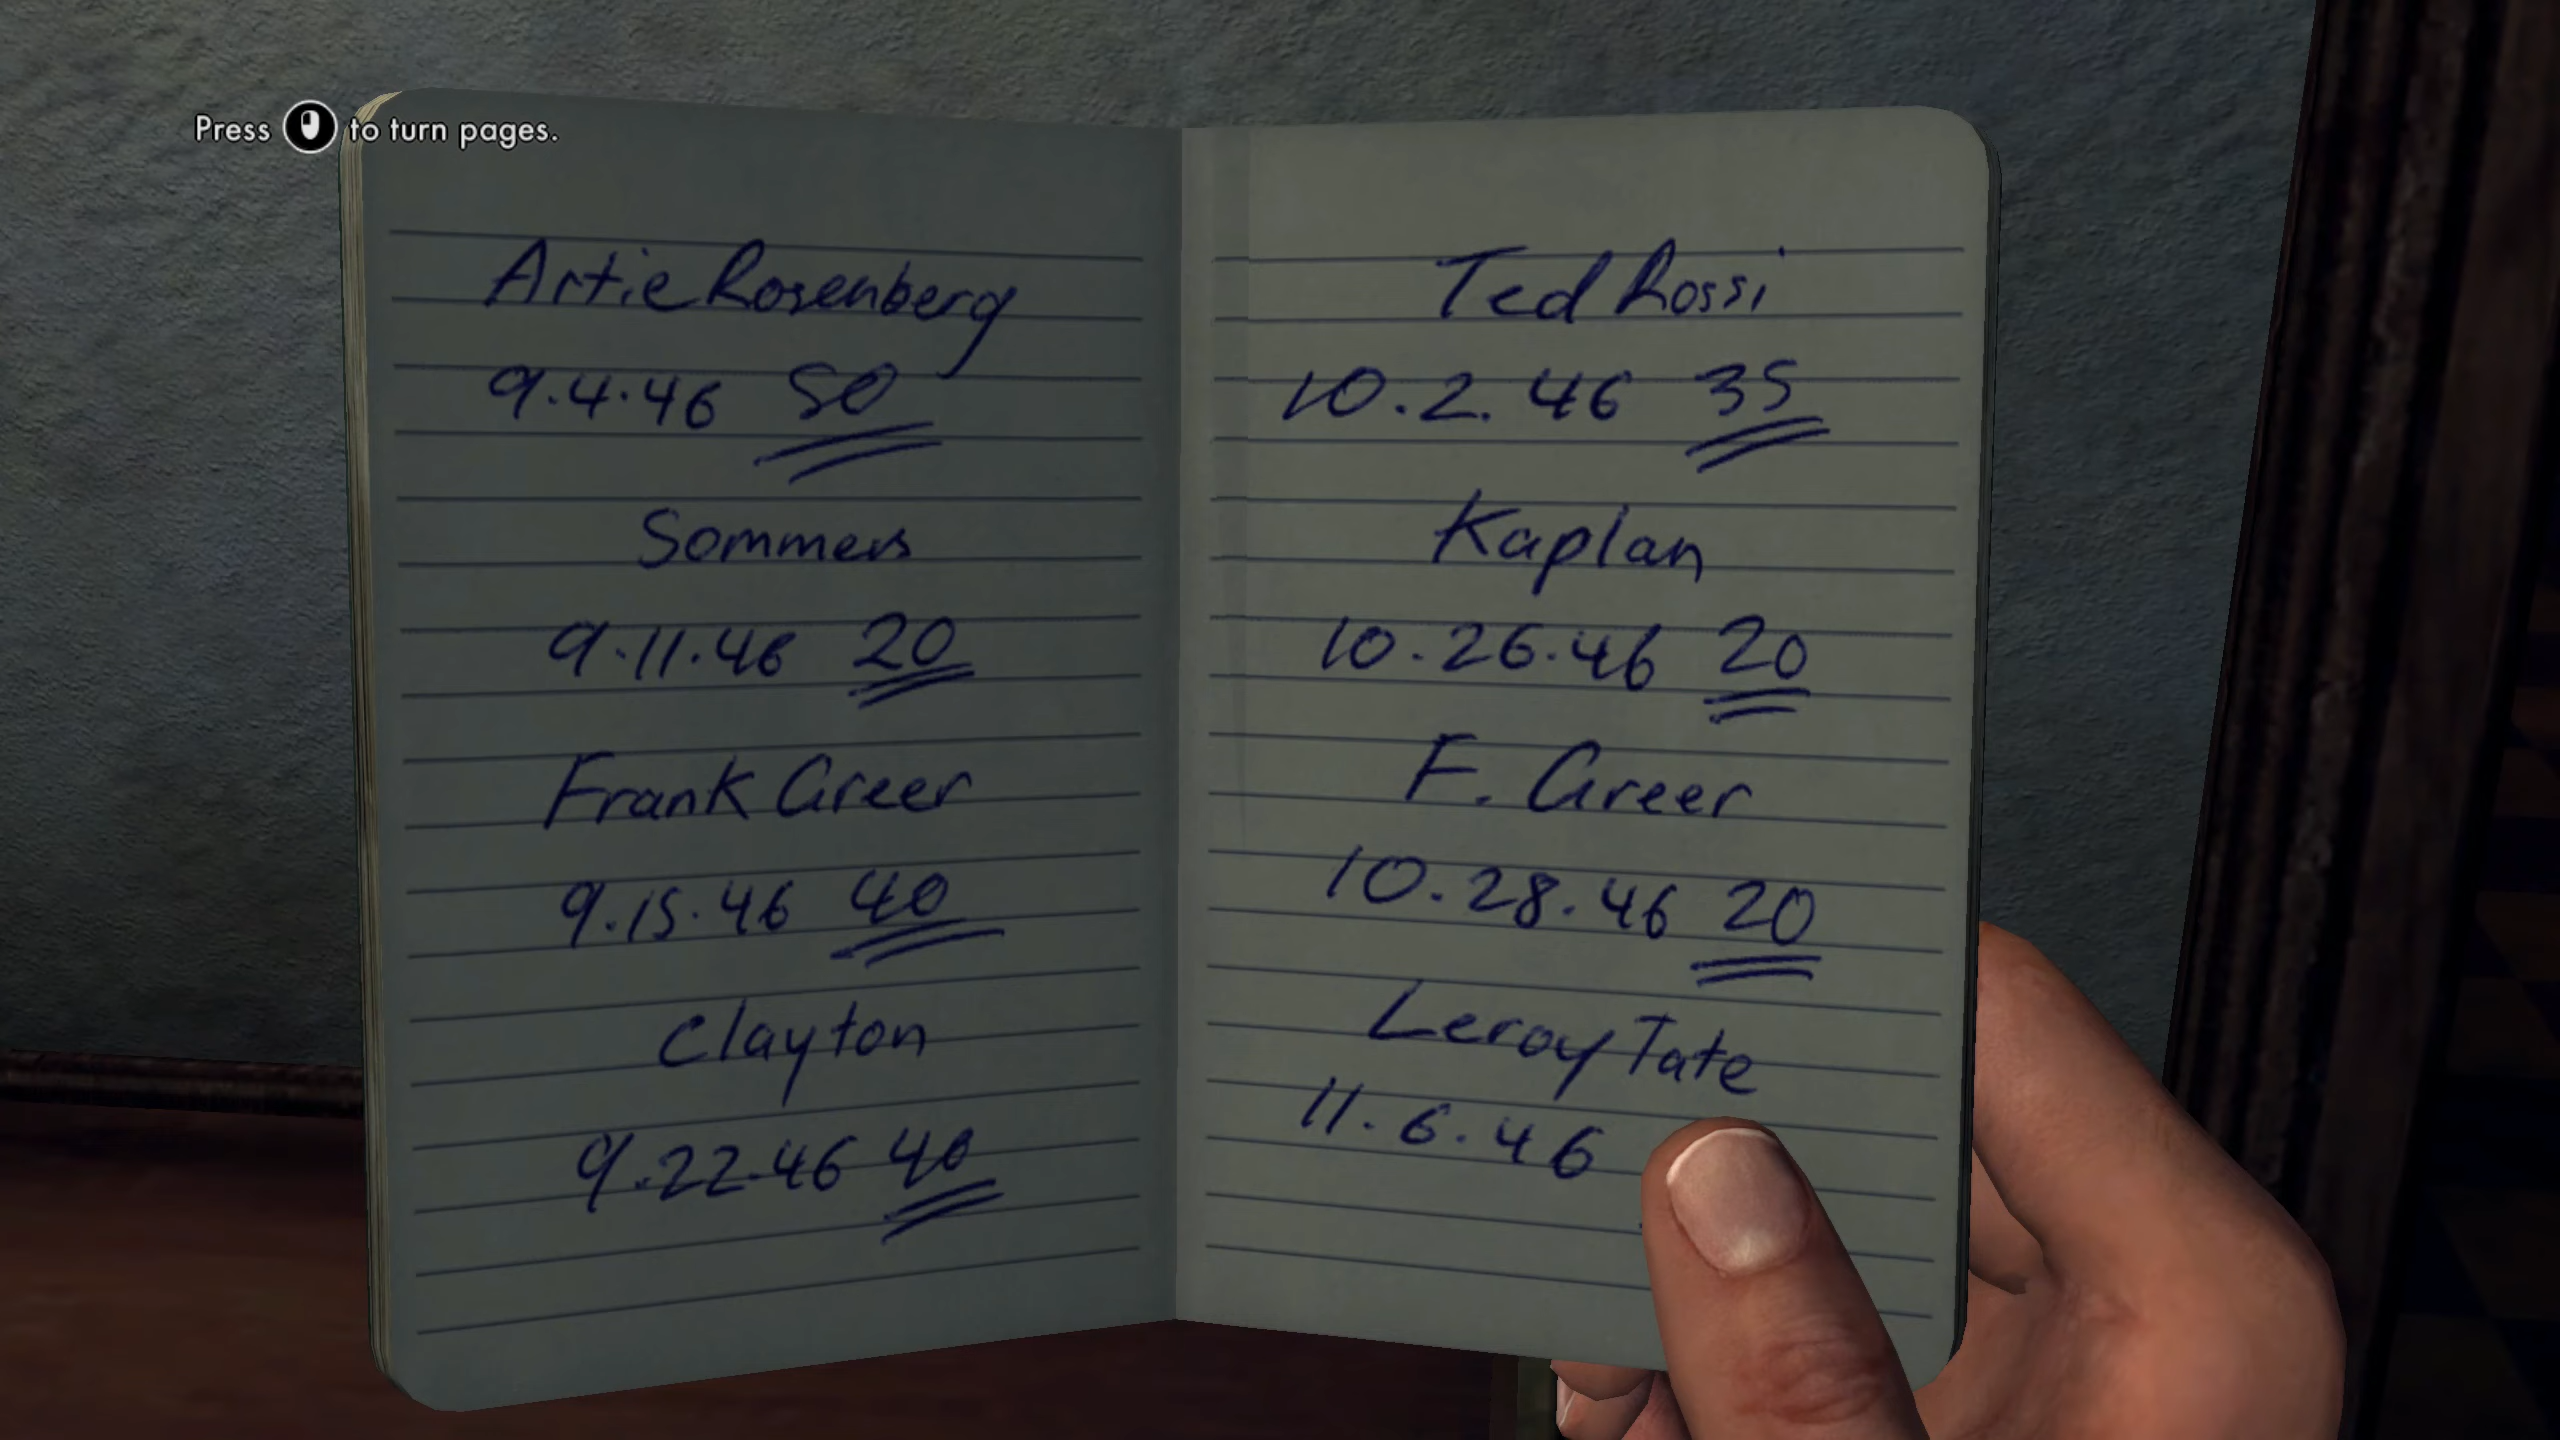 Press to turn pages.
Artie Rosenberg
9.4.46 50
Sommers
9.11.46 20
Frank Greer
9.15.46 40
Clayton
9.22.46 40
Ted Rossi
10.2.46 35
Kaplan
10.26.46 20
F. Greer
10.28.46 20
Leroy Tate
11.6.46